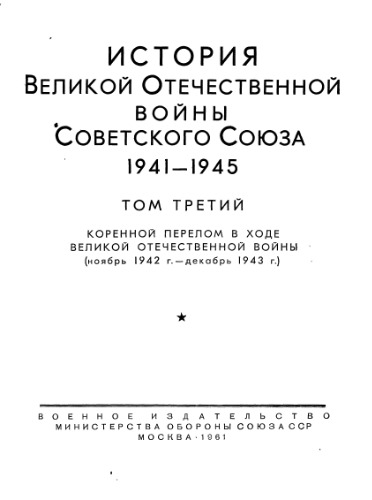 ИСТОРИЯ
ВЕЛИКОЙ ОТЕЧЕСТВЕННОЙ
ВОЙНЫ
СОВЕТСКОГО СОЮЗА
1941—1945
ТОМ ТРЕТИЙ
КОРЕННОЙ ПЕРЕЛОМ В ХОДЕ
ВЕЛИКОЙ ОТЕЧЕСТВЕННОЙ ВОЙНЫ
(ноябрь 1942 г.—декабрь 1943 г.)
★
ВОЕННОЕ ИЗДАТЕЛЬСТВО
МИНИСТЕРСТВА ОБОРОНЫ СОЮЗА ССР
МОСКВА·1961